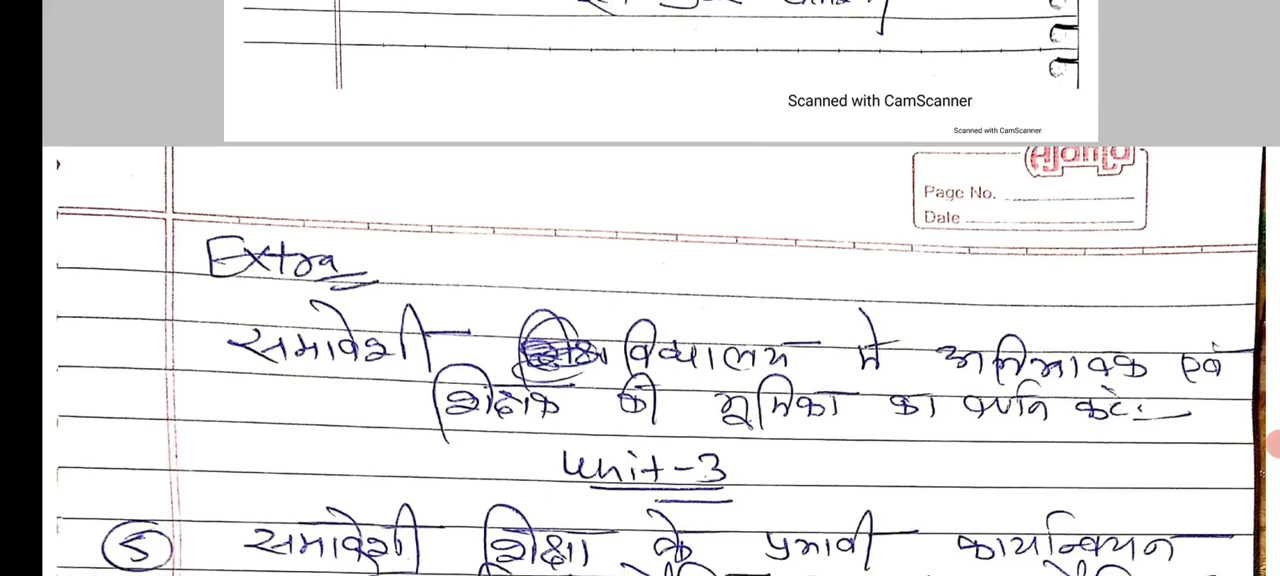 Scanned with CamScanner
Scanned with CamScanner
Page No.
Date
Extra
समावेशी विद्यालय मे अभिभावक एवं
शिक्षक की भूमिका का वर्णन करें:-
Unit-3
5 समावेशी शिक्षा के प्रभावी कार्यान्वयन